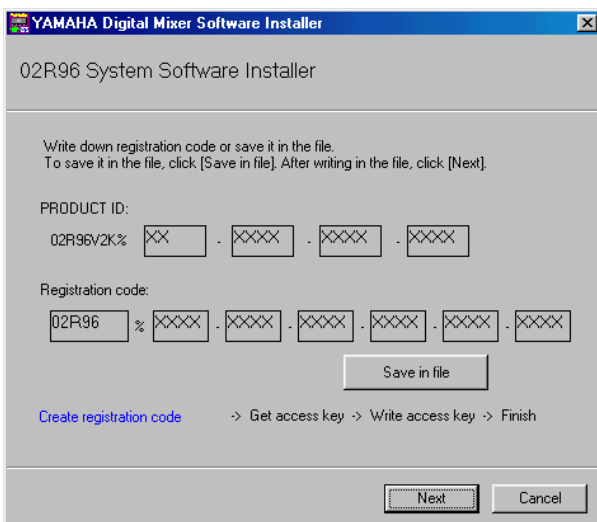 YAMAHA Digital Mixer Software Installer
02R96 System Software Installer
Write down registration code or save it in the file.
To save it in the file, click [Save in file]. After writing in the file, click [Next].
PRODUCT ID:
02R96V2K% XX - XXXX - XXXX - XXXX
Registration code:
02R96 % XXXX - XXXX - XXXX - XXXX - XXXX - XXXX
Save in file
Create registration code -> Get access key -> Write access key -> Finish
Next Cancel